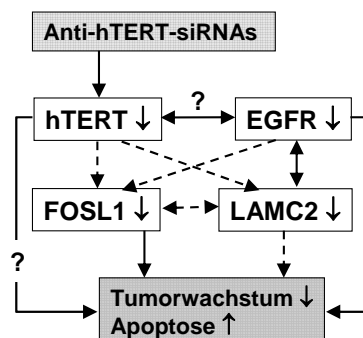 Anti-hTERT-siRNAs
?
hTERT ↓
EGFR ↓
FOSL1 ↓
LAMC2 ↓
?
Tumorwachstum ↓
Apoptose ↑